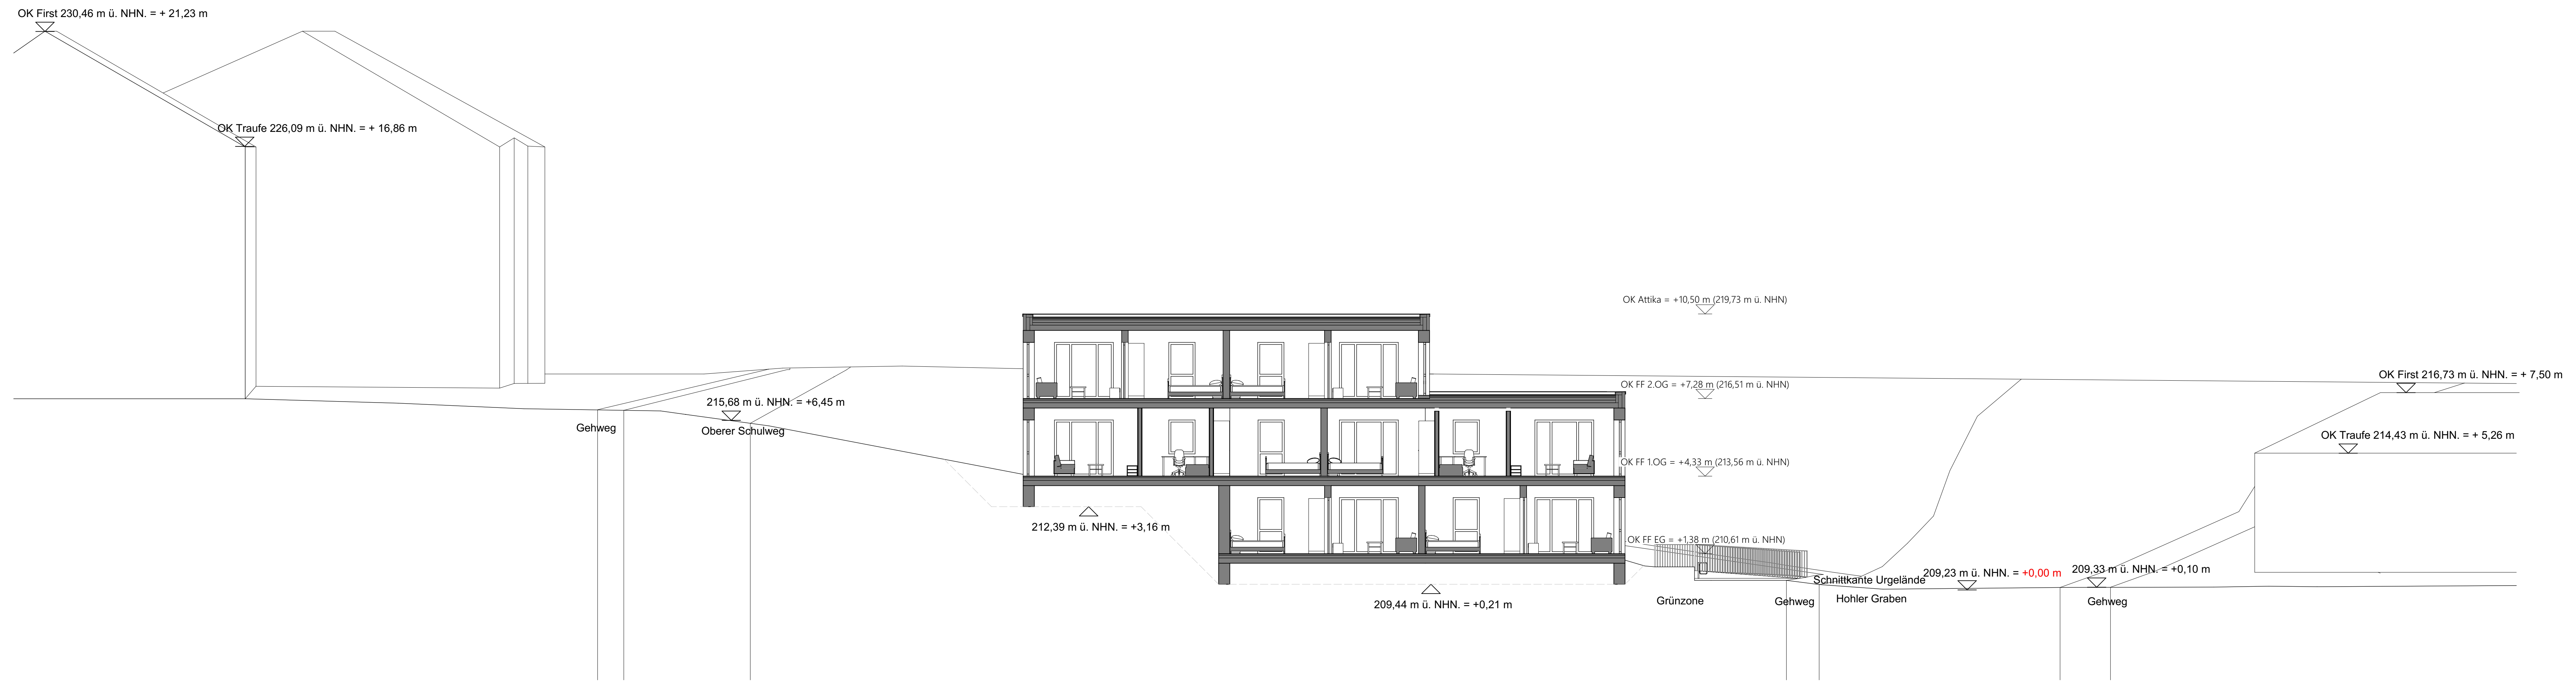 OK First 230,46 m ü. NHN. = + 21,23 m
OK Traufe 226,09 m ü. NHN. = + 16,86 m
OK Attika = +10,50 m (219,73 m ü. NHN)
OK First 216,73 m ü. NHN. = + 7,50 m
OK FF 2.OG = +7,28 m (216,51 m ü. NHN)
215,68 m ü. NHN. = +6,45 m
Gehweg
Oberer Schulweg
OK Traufe 214,43 m ü. NHN. = + 5,26 m
OK FF 1.OG = +4,33 m (213,56 m ü. NHN)
212,39 m ü. NHN. = +3,16 m
OK FF EG = +1,38 m (210,61 m ü. NHN)
209,23 m ü. NHN. = +0,00 m
209,33 m ü. NHN. = +0,10 m
Schnittkante Urgelände
209,44 m ü. NHN. = +0,21 m
Grünzone
Gehweg
Hohler Graben
Gehweg